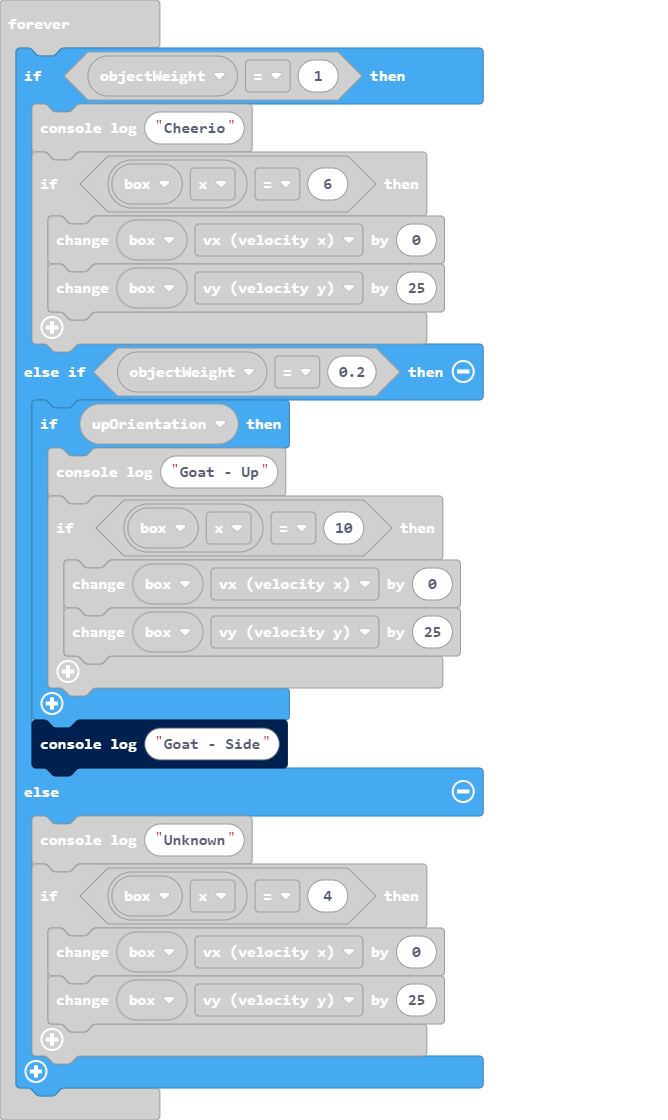 forever
if objectWeight = 1 then
console log "Cheerio"
if box x = 6 then
change box vx (velocity x) by 0
change box vy (velocity y) by 25
else if objectWeight = 0.2 then
if upOrientation then
console log "Goat - Up"
if box x = 10 then
change box vx (velocity x) by 0
change box vy (velocity y) by 25
console log "Goat - Side"
else
console log "Unknown"
if box x = 4 then
change box vx (velocity x) by 0
change box vy (velocity y) by 25